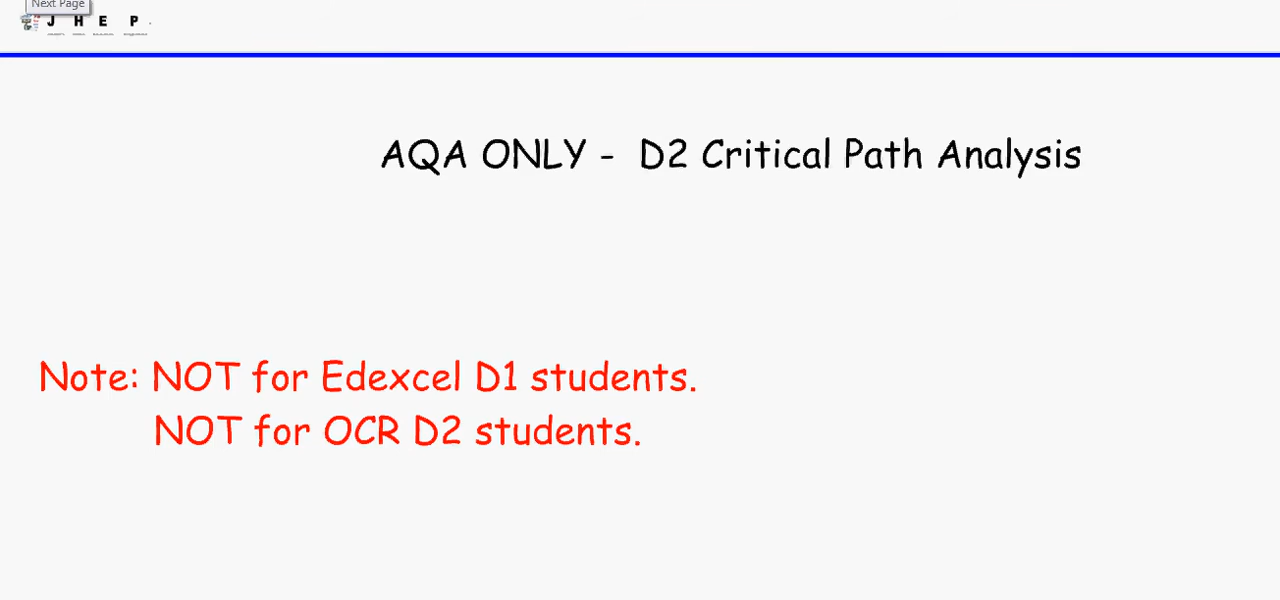 Next Page
J H E P
AQA ONLY - D2 Critical Path Analysis
Note: NOT for Edexcel D1 students.
NOT for OCR D2 students.